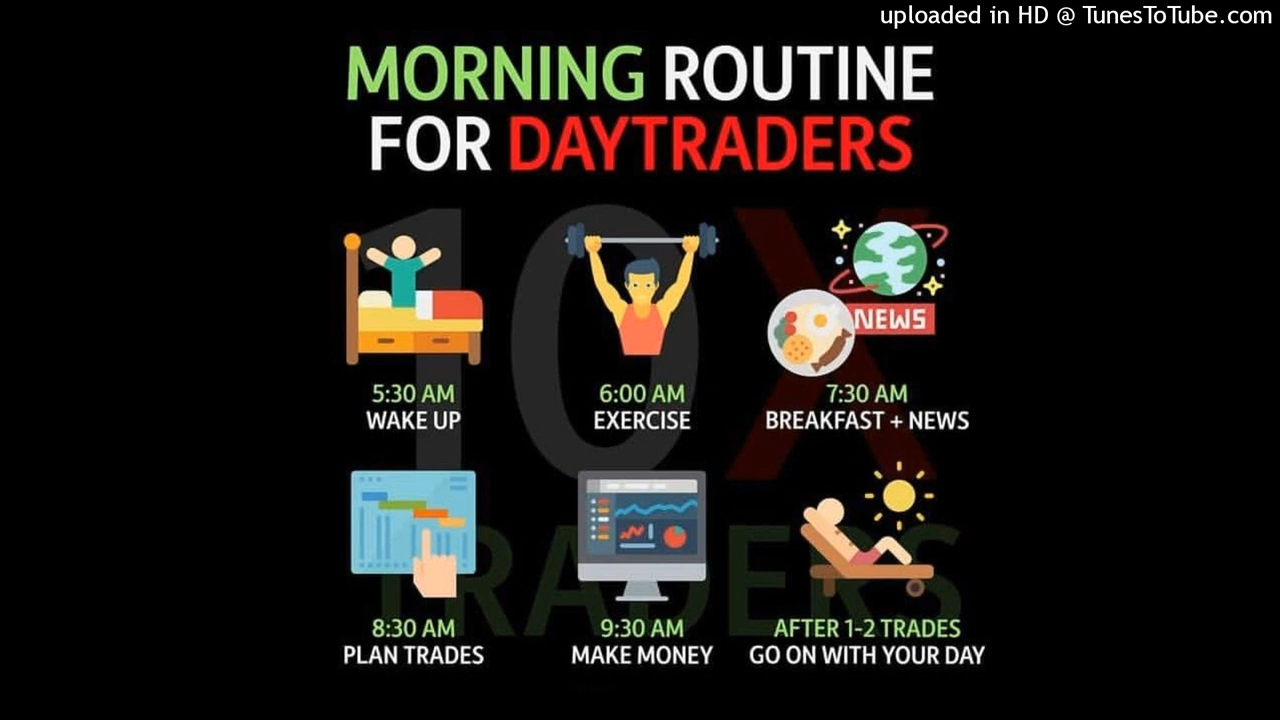 uploaded in HD @ TunesToTube.com
MORNING ROUTINE
FOR DAYTRADERS
10X
TRADERS
NEWS
5:30 AM
WAKE UP
6:00 AM
EXERCISE
7:30 AM
BREAKFAST + NEWS
8:30 AM
PLAN TRADES
9:30 AM
MAKE MONEY
AFTER 1-2 TRADES
GO ON WITH YOUR DAY